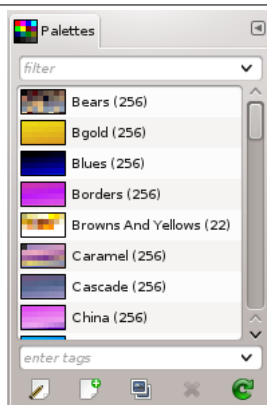 Palettes
filter
Bears (256)
Bgold (256)
Blues (256)
Borders (256)
Browns And Yellows (22)
Caramel (256)
Cascade (256)
China (256)
enter tags